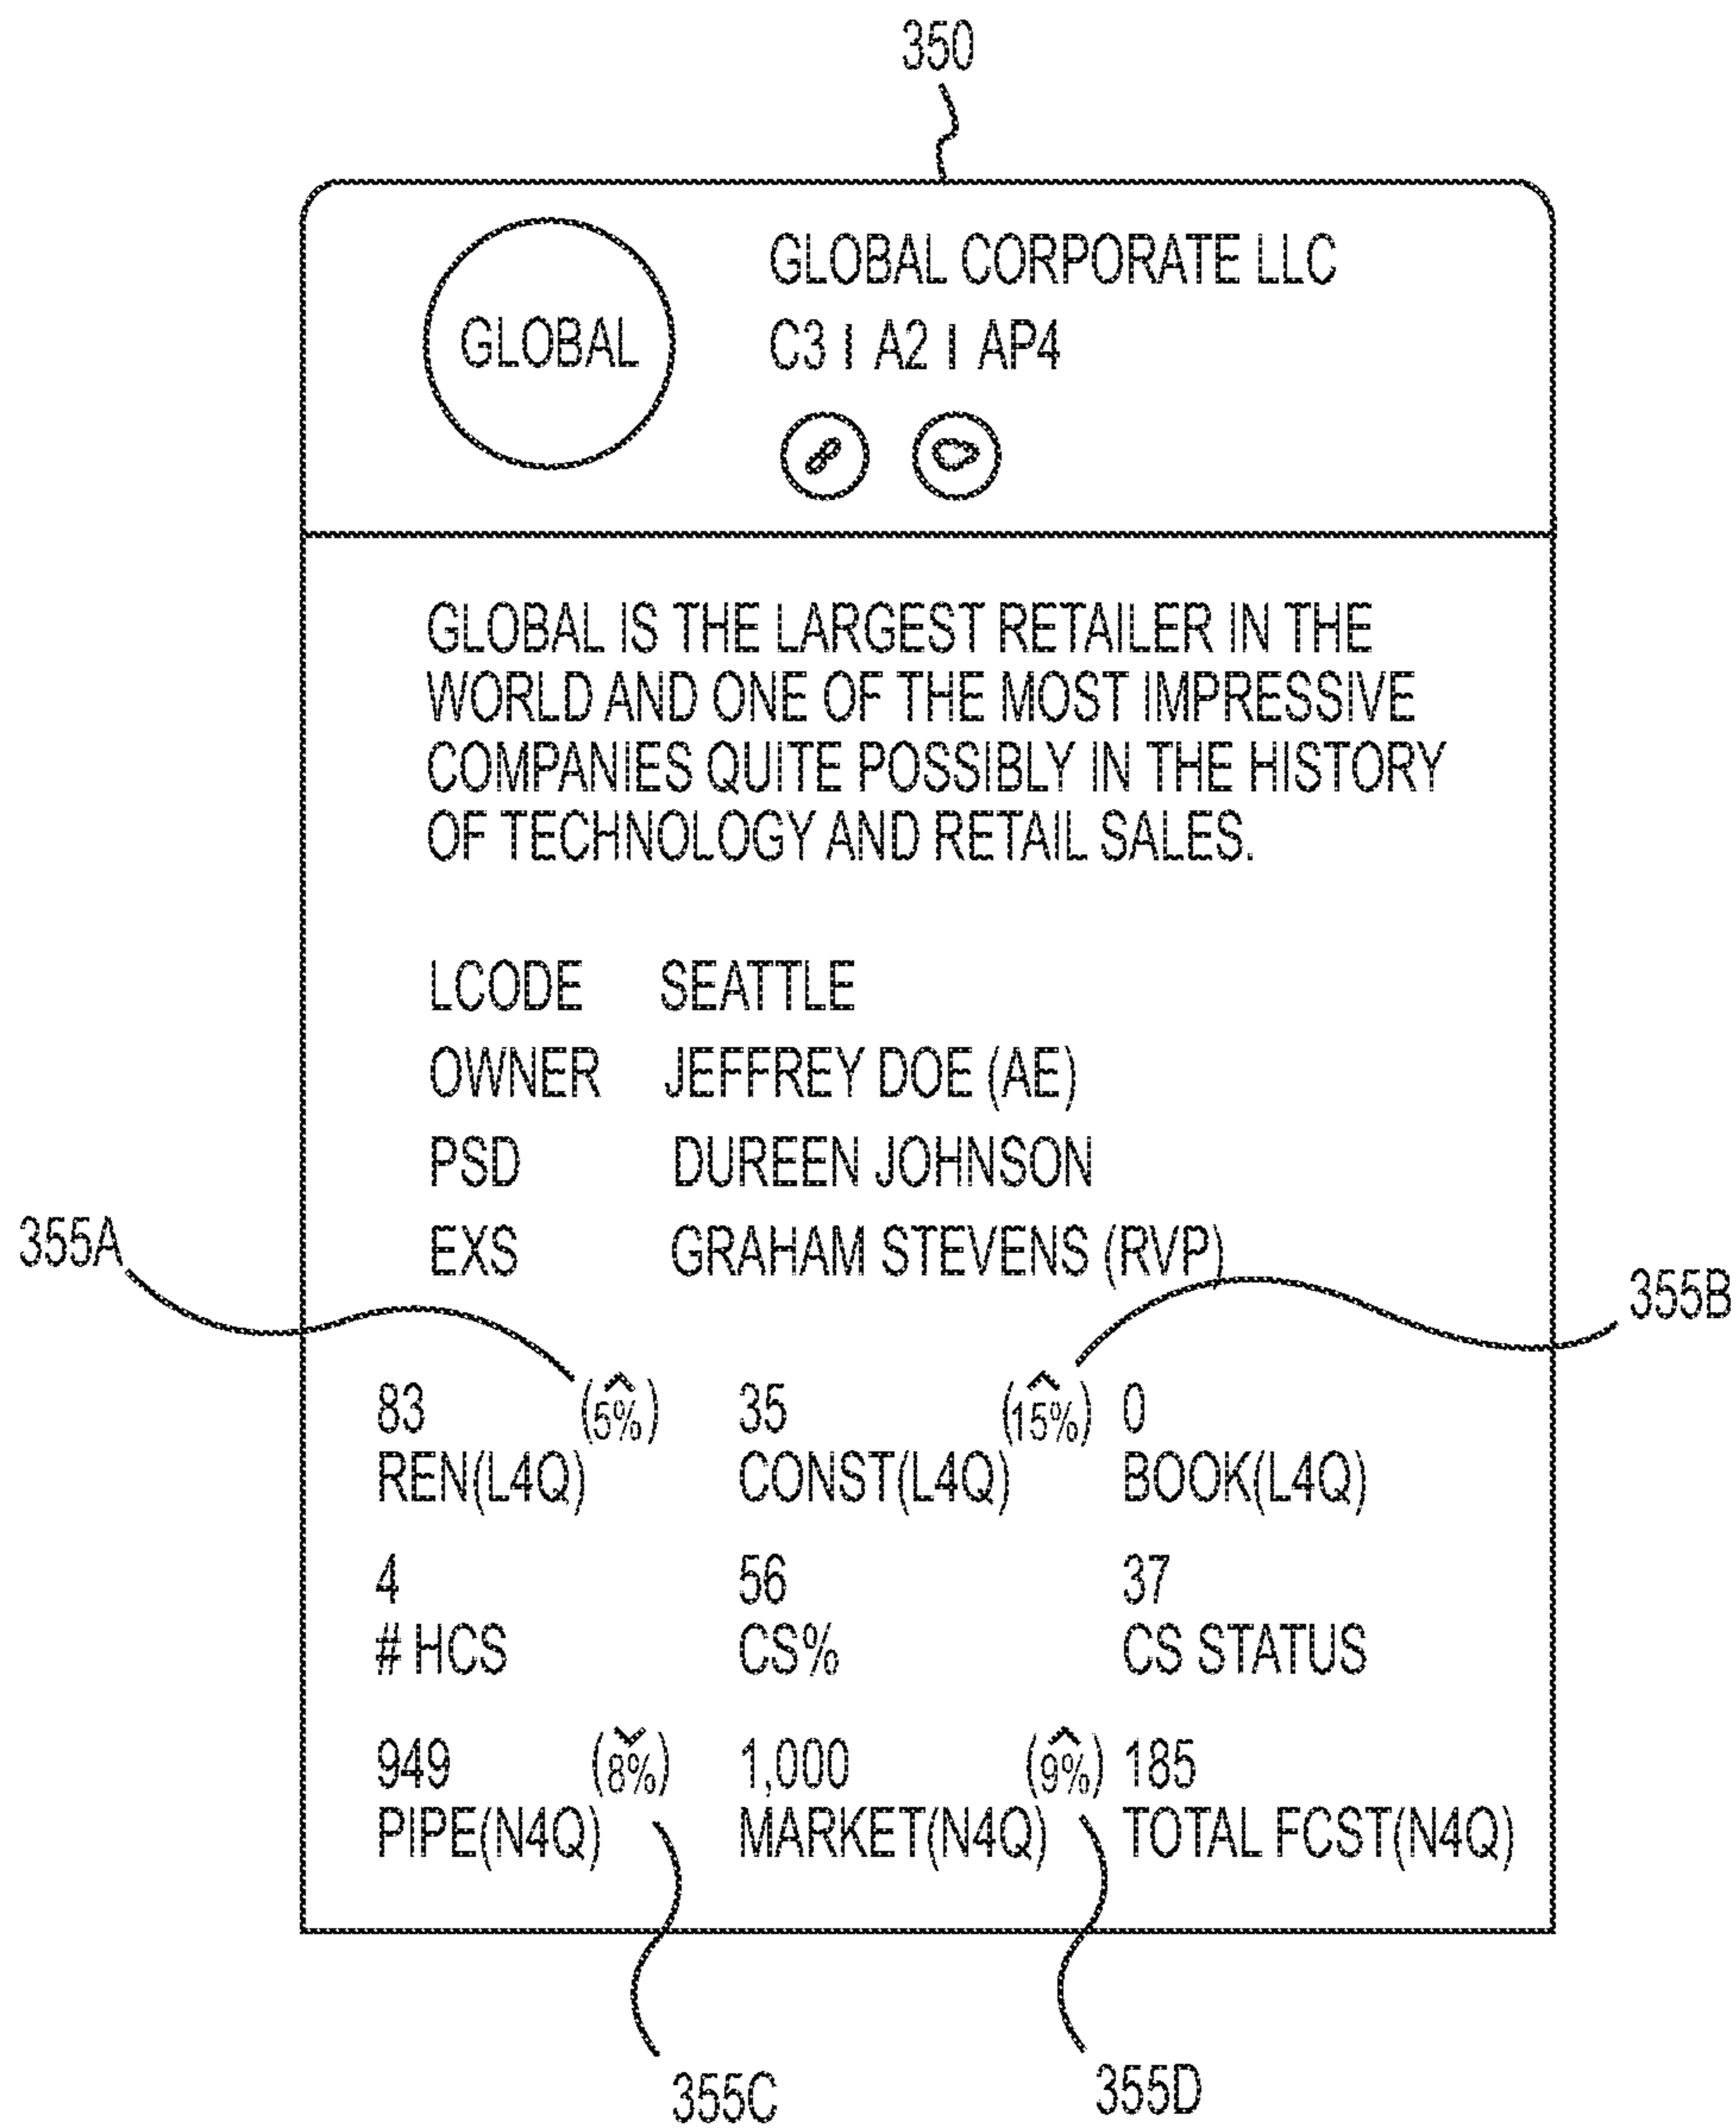 350
GLOBAL
GLOBAL CORPORATE LLC
C3 | A2 | AP4
GLOBAL IS THE LARGEST RETAILER IN THE
WORLD AND ONE OF THE MOST IMPRESSIVE
COMPANIES QUITE POSSIBLY IN THE HISTORY
OF TECHNOLOGY AND RETAIL SALES.
LCODE SEATTLE
OWNER JEFFREY DOE (AE)
PSD DUREEN JOHNSON
EXS GRAHAM STEVENS (RVP)
355A
355B
83 (5%) 35 (15%) 0
REN(L4Q) CONST(L4Q) BOOK(L4Q)
4 56 37
# HCS CS% CS STATUS
949 (8%) 1,000 (9%) 185
PIPE(N4Q) MARKET(N4Q) TOTAL FCST(N4Q)
355C 355D